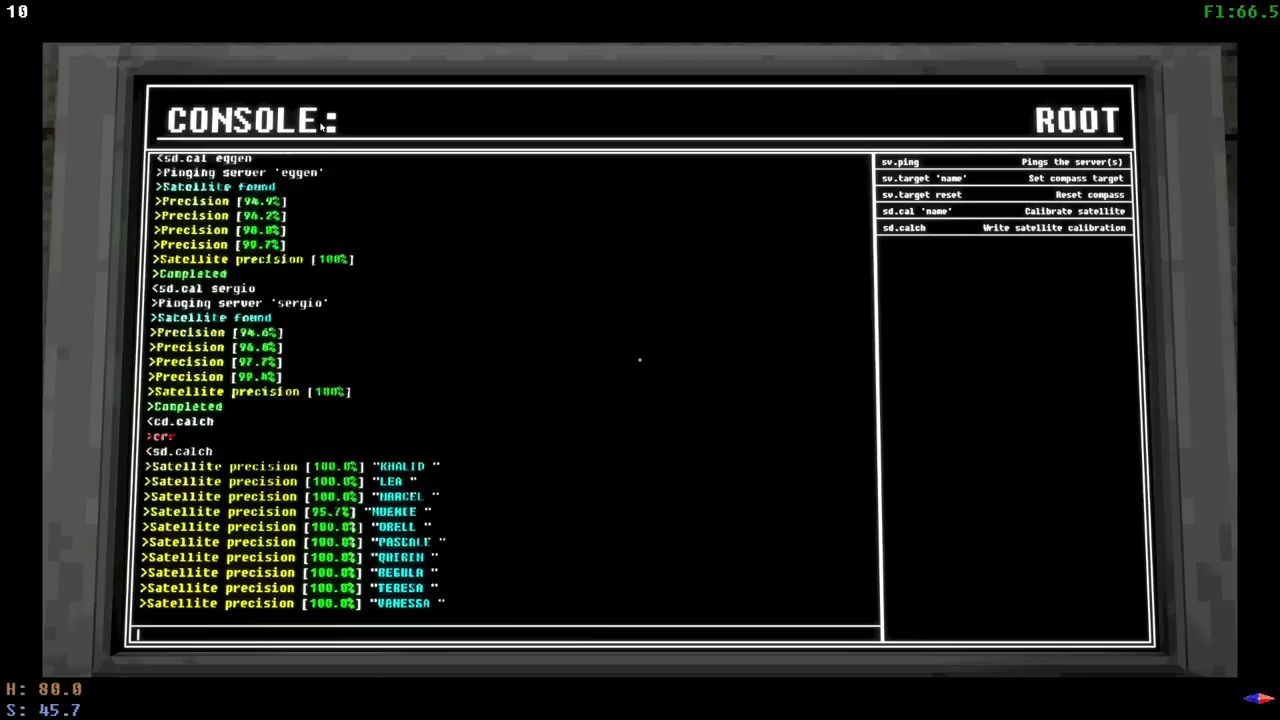 10
F1:66.5
CONSOLE:
ROOT
<sd.cal eggen
>Pinging server 'eggen'
>Satellite found
>Precision [94.9%]
>Precision [96.2%]
>Precision [98.8%]
>Precision [99.7%]
>Satellite precision [100%]
>Completed
<sd.cal sergio
>Pinging server 'sergio'
>Satellite found
>Precision [94.6%]
>Precision [96.0%]
>Precision [97.7%]
>Precision [99.4%]
>Satellite precision [100%]
>Completed
<cd.calch
>err
<sd.calch
>Satellite precision [100.0%] "KHALID "
>Satellite precision [100.0%] "LEA "
>Satellite precision [100.0%] "MARCEL "
>Satellite precision [95.7%]
>Satellite precision [100.0%] "ORELL "
>Satellite precision [100.0%] "PASCALE "
>Satellite precision [100.0%] "QUIRIN "
>Satellite precision [100.0%] "REGULA "
>Satellite precision [100.0%] "TERESA "
>Satellite precision [100.0%] "VANESSA "
sv.ping Pings the server(s)
sv.target 'name' Set compass target
sv.target reset Reset compass
sd.cal 'name' Calibrate satellite
sd.calch Write satellite calibration
H: 80.0
S: 45.7